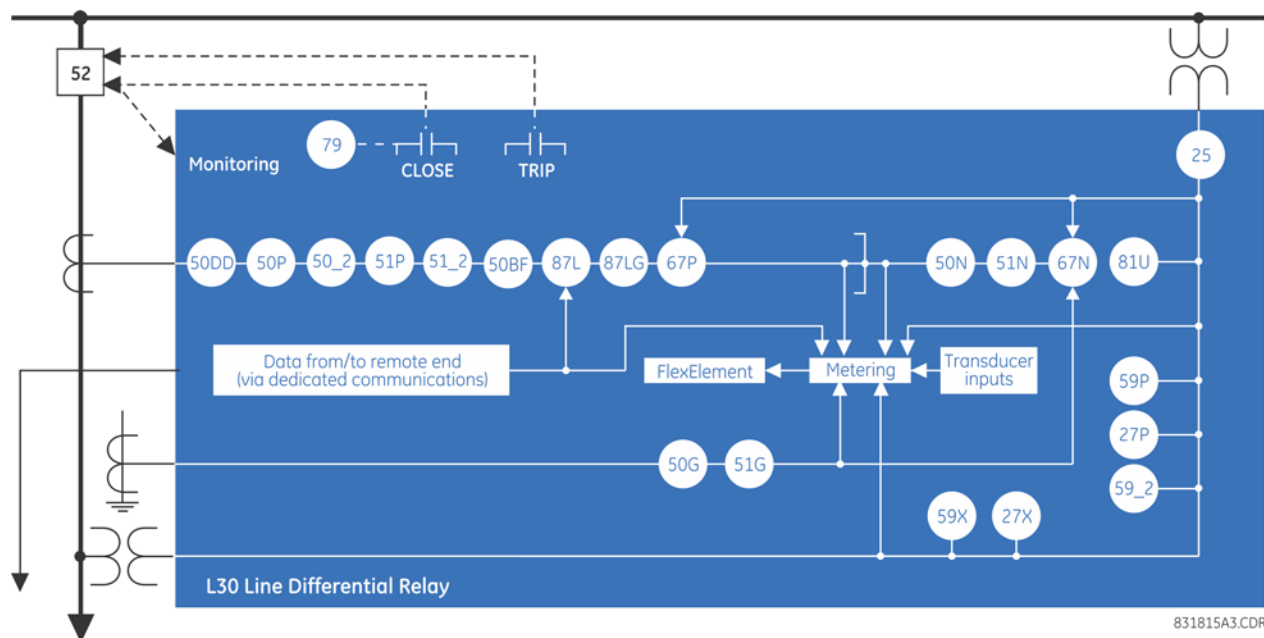 52
79
25
Monitoring
CLOSE
TRIP
50DD
50P
50_2
51P
51_2
50BF
87L
87LG
67P
50N
51N
67N
81U
Data from/to remote end
(via dedicated communications)
FlexElement
Metering
Transducer
inputs
59P
27P
59_2
50G
51G
59X
27X
L30 Line Differential Relay
831815A3.CDR